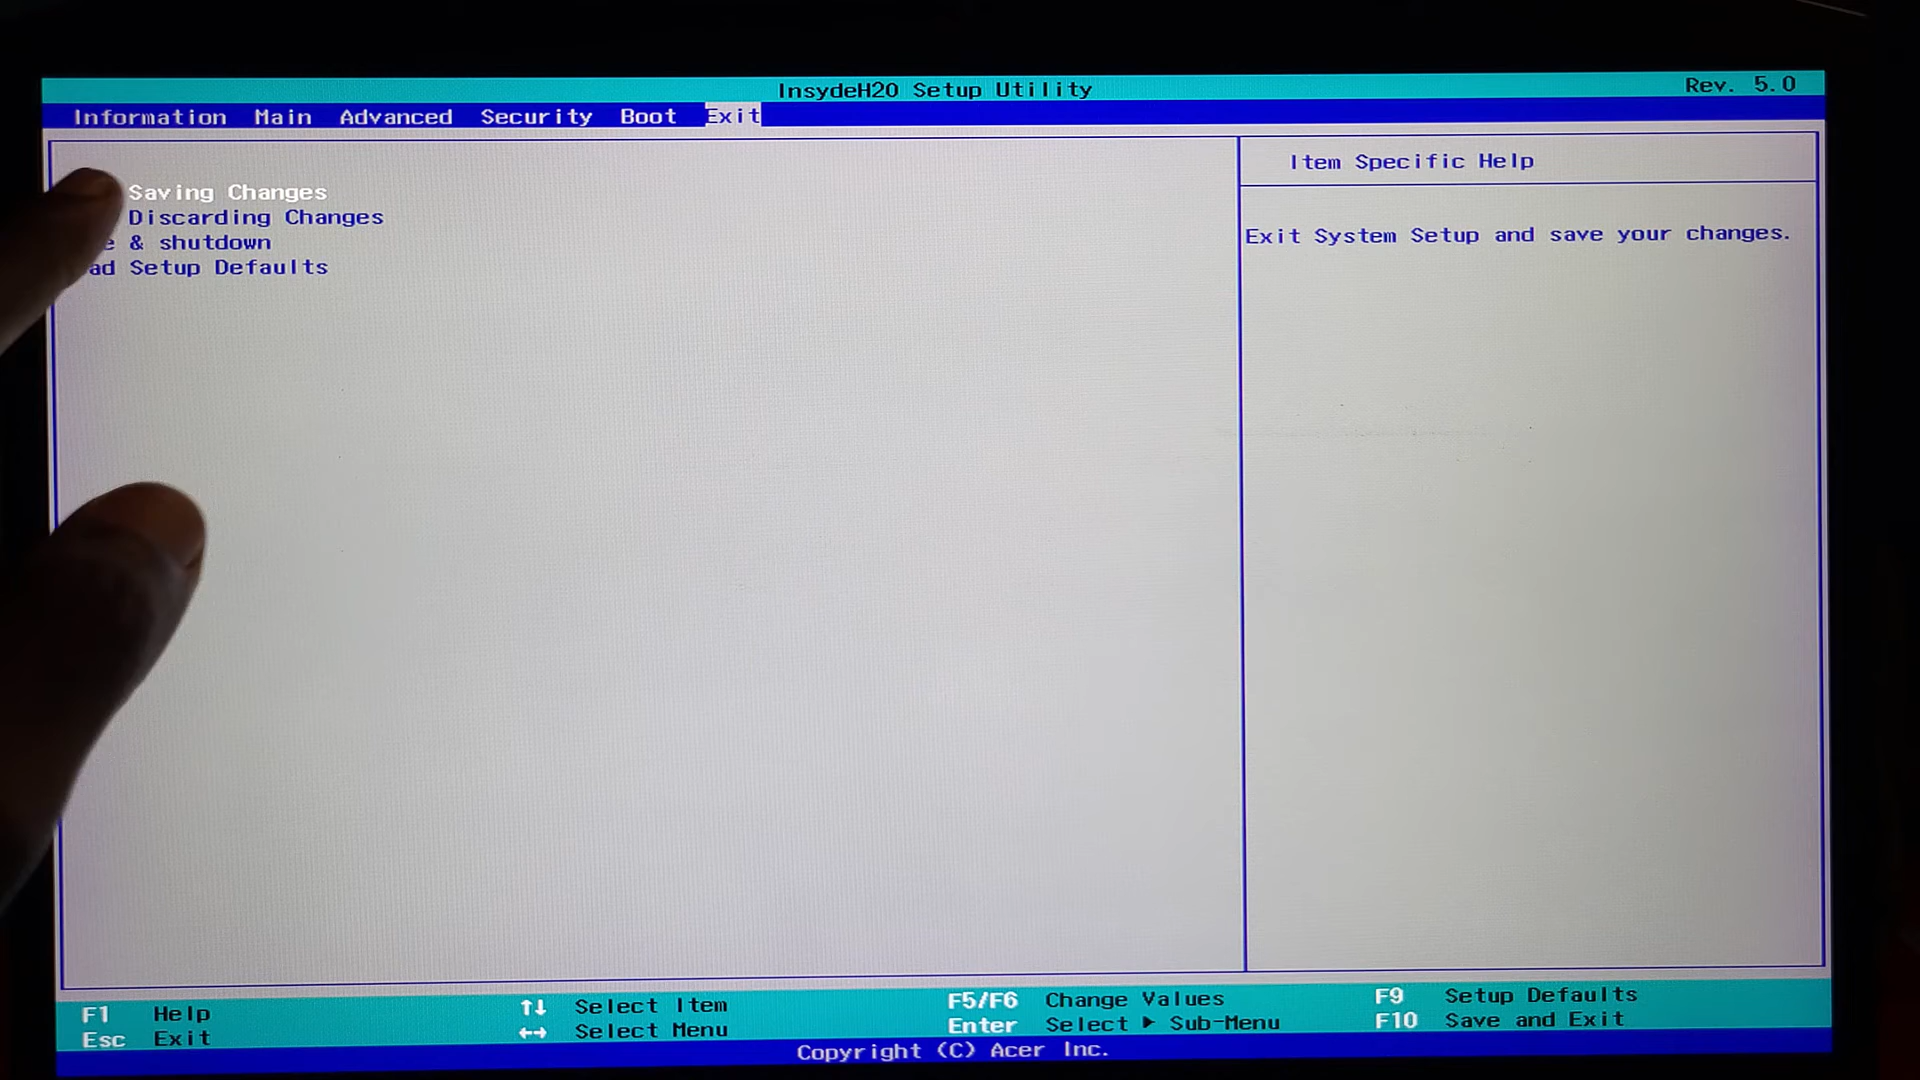 InsydeH2O Setup Utility
Rev. 5.0
Information Main Advanced Security Boot Exit
Saving Changes
Discarding Changes
& shutdown
Setup Defaults
Item Specific Help
Exit System Setup and save your changes.
F1 Help
↑↓ Select Item
F5/F6 Change Values
F9 Setup Defaults
Esc Exit
↔ Select Menu
Enter Select ▶ Sub-Menu
F10 Save and Exit
Copyright (C) Acer Inc.